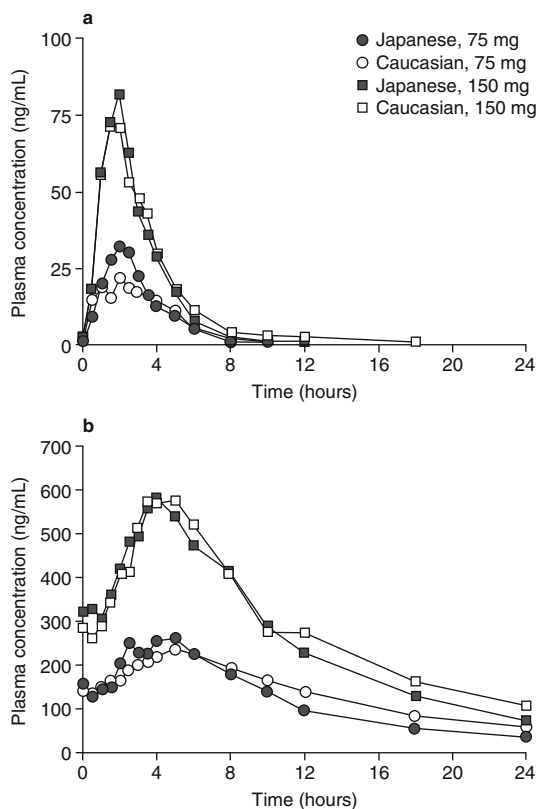 a
100
75
50
25
0
Plasma concentration (ng/mL)
Japanese, 75 mg
Caucasian, 75 mg
Japanese, 150 mg
Caucasian, 150 mg
0 4 8 12 16 20 24
Time (hours)
b
700
600
500
400
300
200
100
0
Plasma concentration (ng/mL)
0 4 8 12 16 20 24
Time (hours)